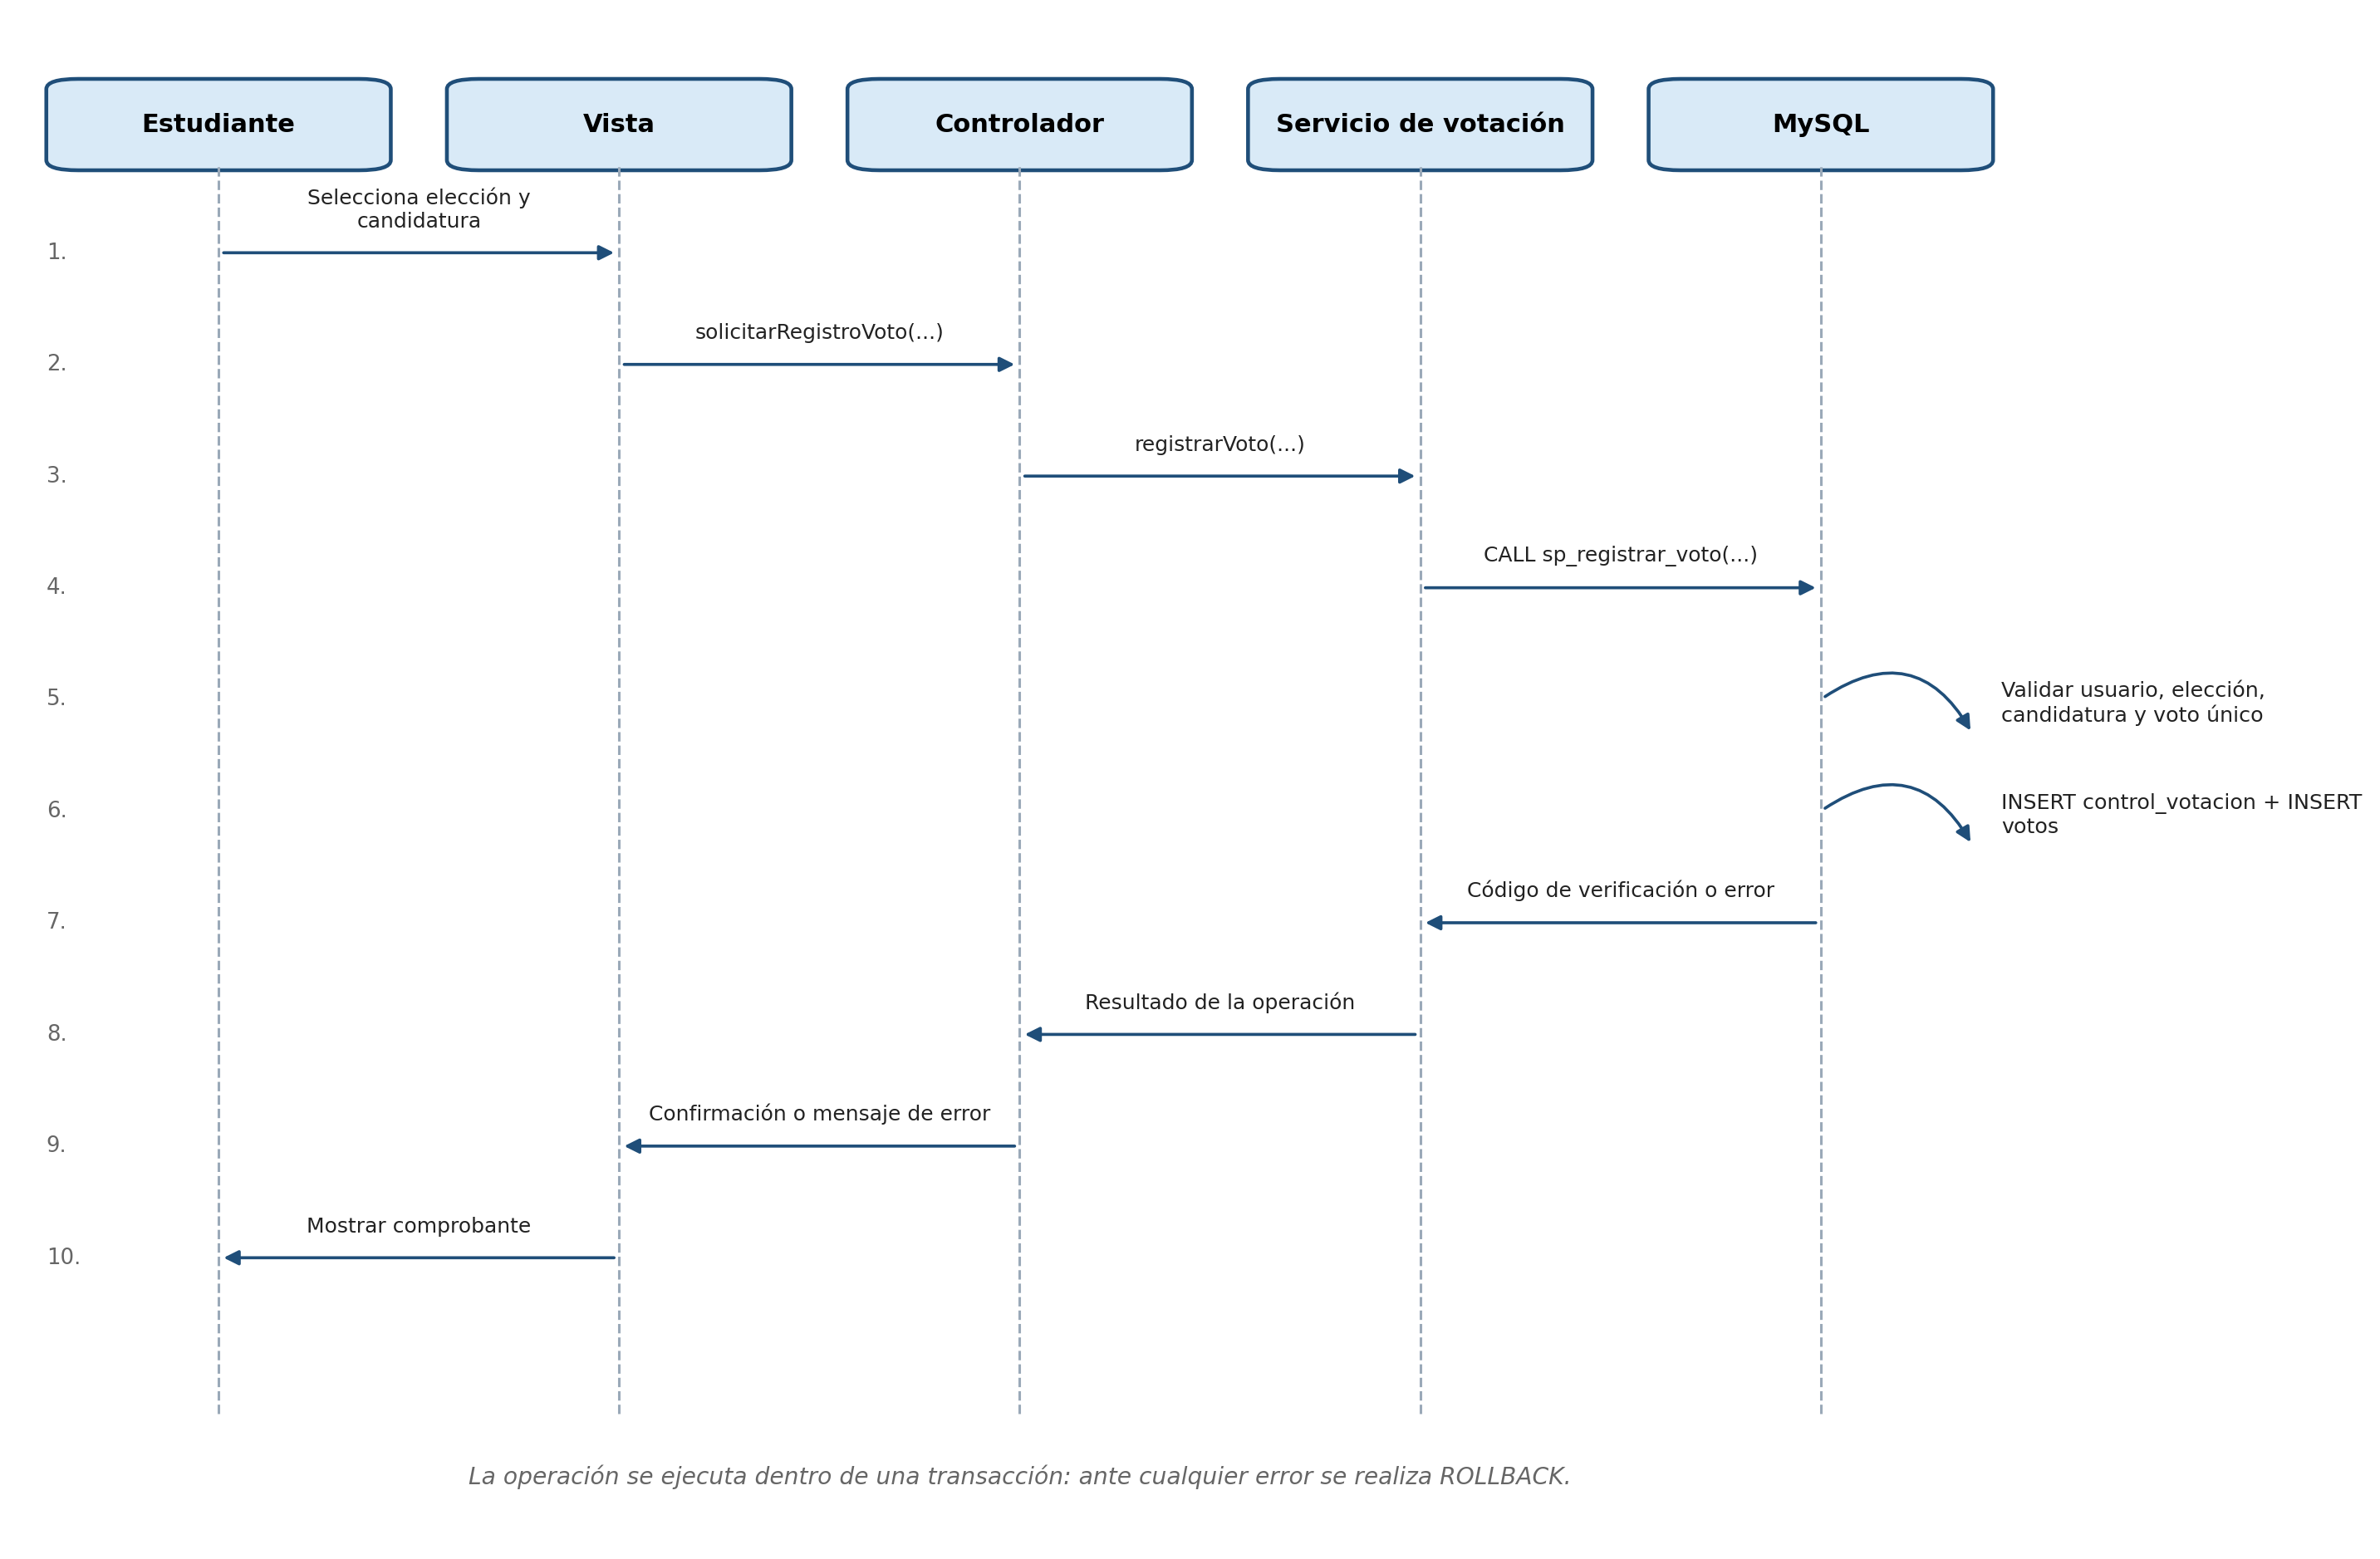 Estudiante
Vista
Controlador
Servicio de votación
MySQL
Selecciona elección y
candidatura
1.
solicitarRegistroVoto(...)
2.
registrarVoto(...)
3.
CALL sp_registrar_voto(...)
4.
5.
Validar usuario, elección,
candidatura y voto único
6.
INSERT control_votacion + INSERT
votos
Código de verificación o error
7.
Resultado de la operación
8.
Confirmación o mensaje de error
9.
Mostrar comprobante
10.
La operación se ejecuta dentro de una transacción: ante cualquier error se realiza ROLLBACK.